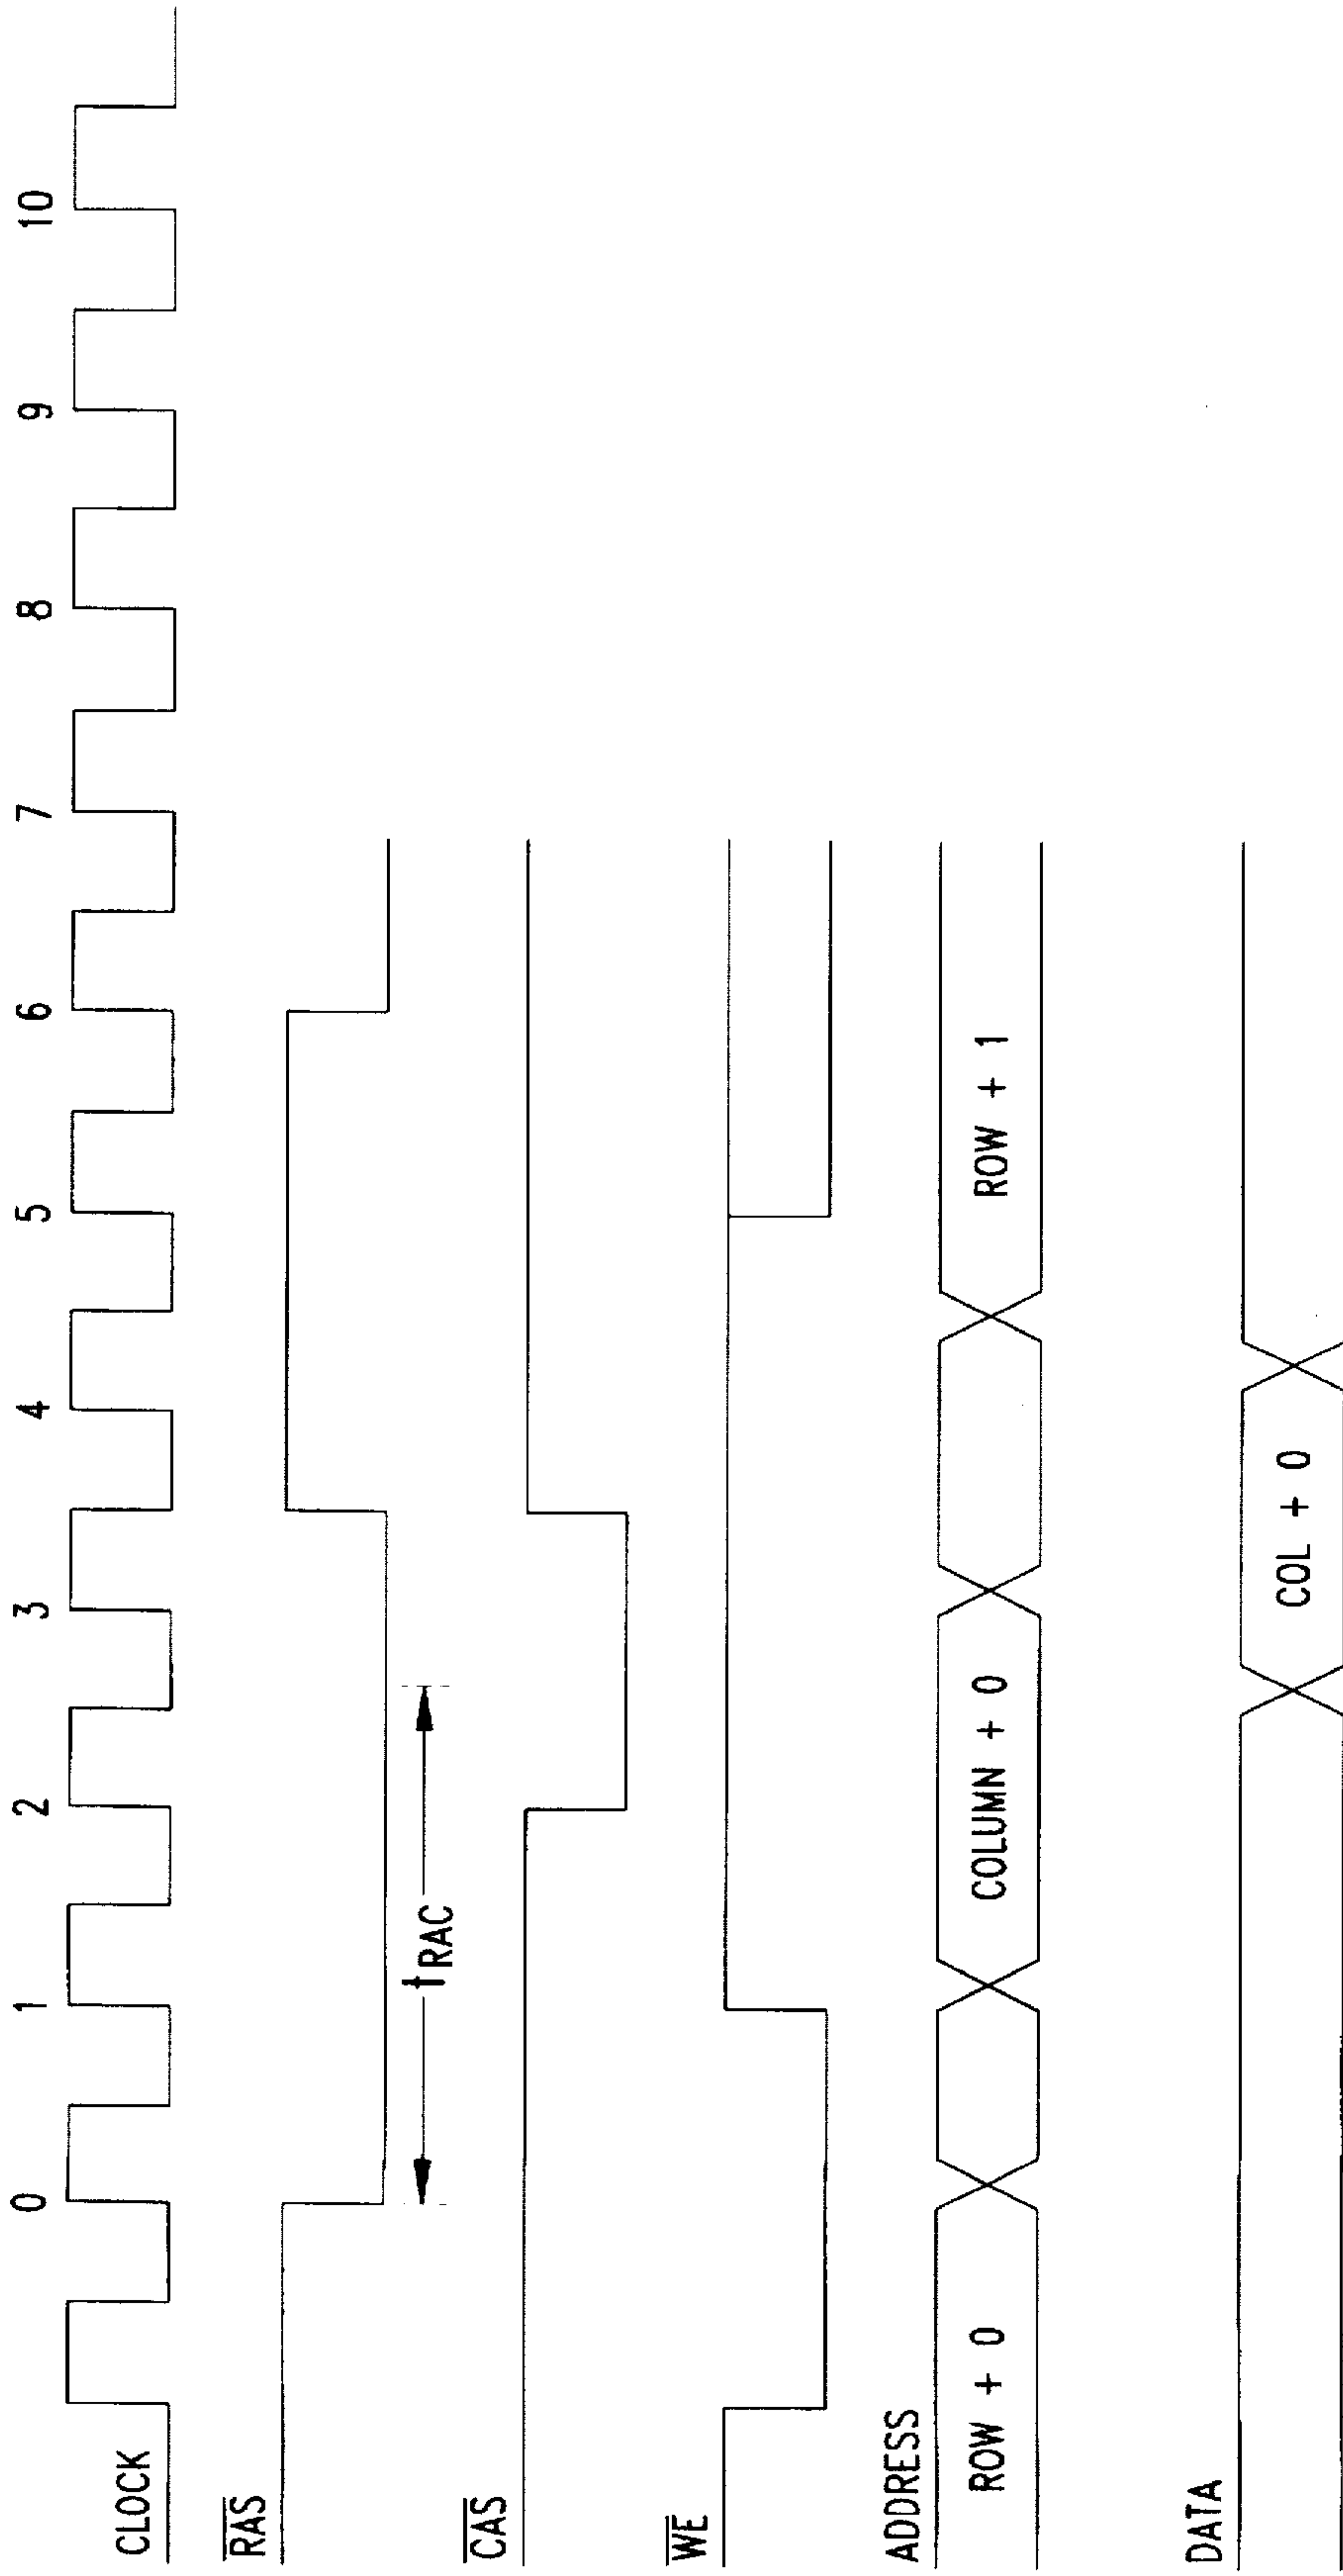 0 1 2 3 4 5 6 7 8 9 10
CLOCK
RAS
tRAC
CAS
WE
ADDRESS
ROW + 0 COLUMN + 0 ROW + 1
DATA
COL + 0